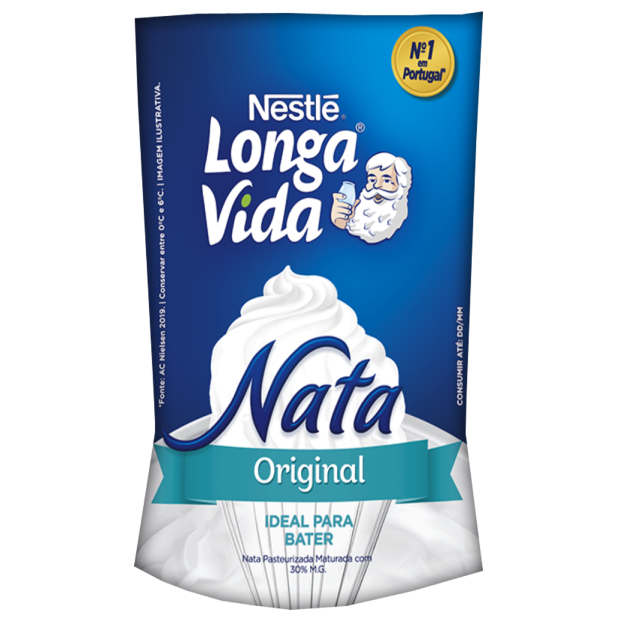 Nº1
em
Portugal*
Nestlé®
Longa®
Vida
Nata
Original
IDEAL PARA
BATER
Nata Pasteurizada Maturada com
30% M.G.
*Fonte: AC Nielsen 2019. | Conservar entre 0ºC e 6ºC. | IMAGEM ILUSTRATIVA.
CONSUMIR ATÉ: DD/MM